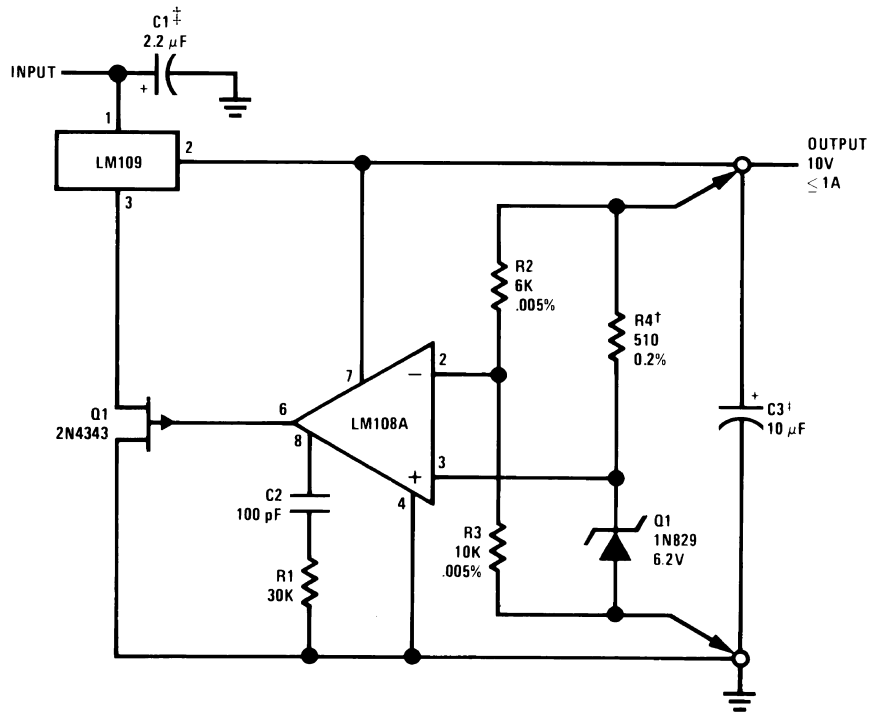 C1‡
2.2 μF
INPUT
+
1
LM109
2
3
OUTPUT
10V
≤ 1A
R2
6K
.005%
R4†
510
0.2%
7
2
−
Q1
2N4343
6
8
LM108A
+
C3‡
10 μF
+
3
4
C2
100 pF
R3
10K
.005%
Q1
1N829
6.2V
R1
30K